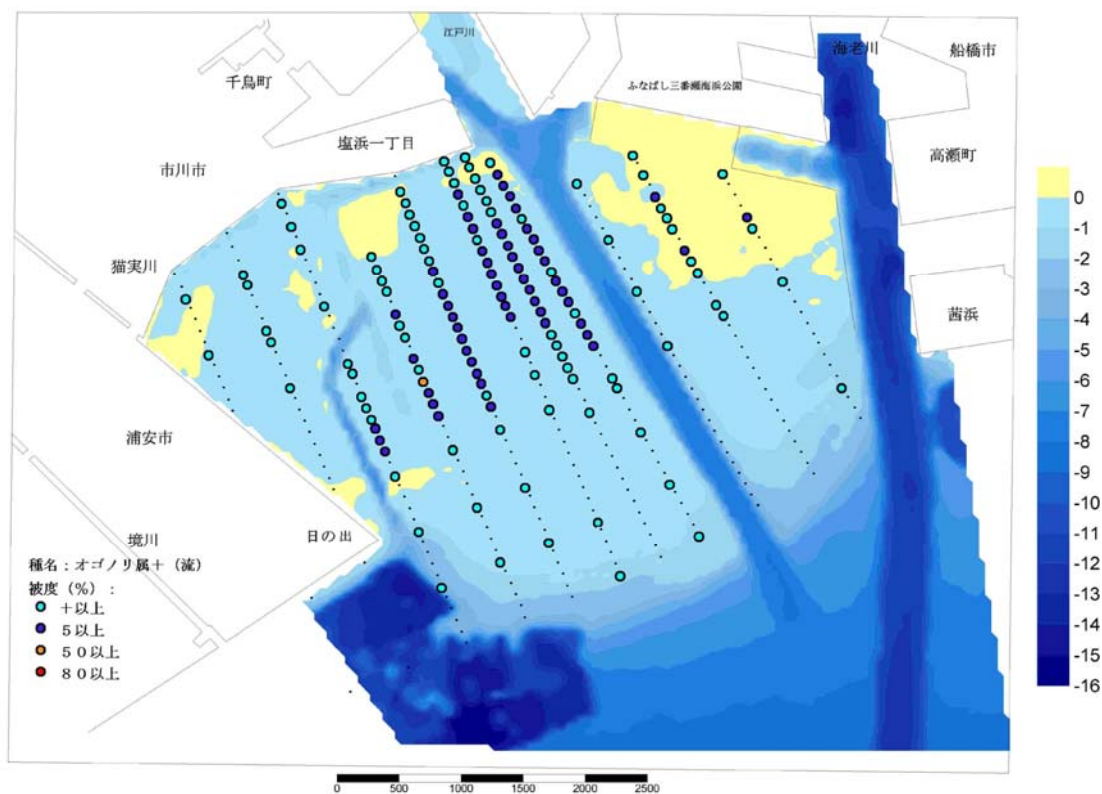 江戸川
海老川
船橋市
千鳥町
ふなばし三番瀬海浜公園
塩浜一丁目
高瀬町
市川市
猫実川
茜浜
浦安市
境川
日の出
種名:オゴノリ属+(流)
被度(%):
+以上
5以上
50以上
80以上
0
-1
-2
-3
-4
-5
-6
-7
-8
-9
-10
-11
-12
-13
-14
-15
-16
0 500 1000 1500 2000 2500